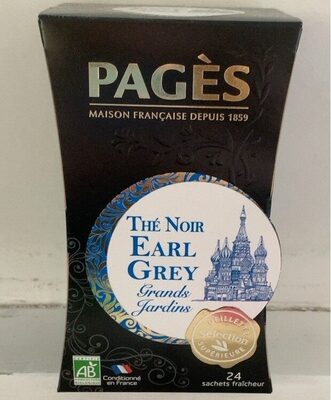 PAGÈS
MAISON FRANÇAISE DEPUIS 1859
THÉ NOIR
EARL
GREY
Grands
Jardins
Sélection
SUPÉRIEURE
AB
Conditionné
en France
24
sachets fraîcheur